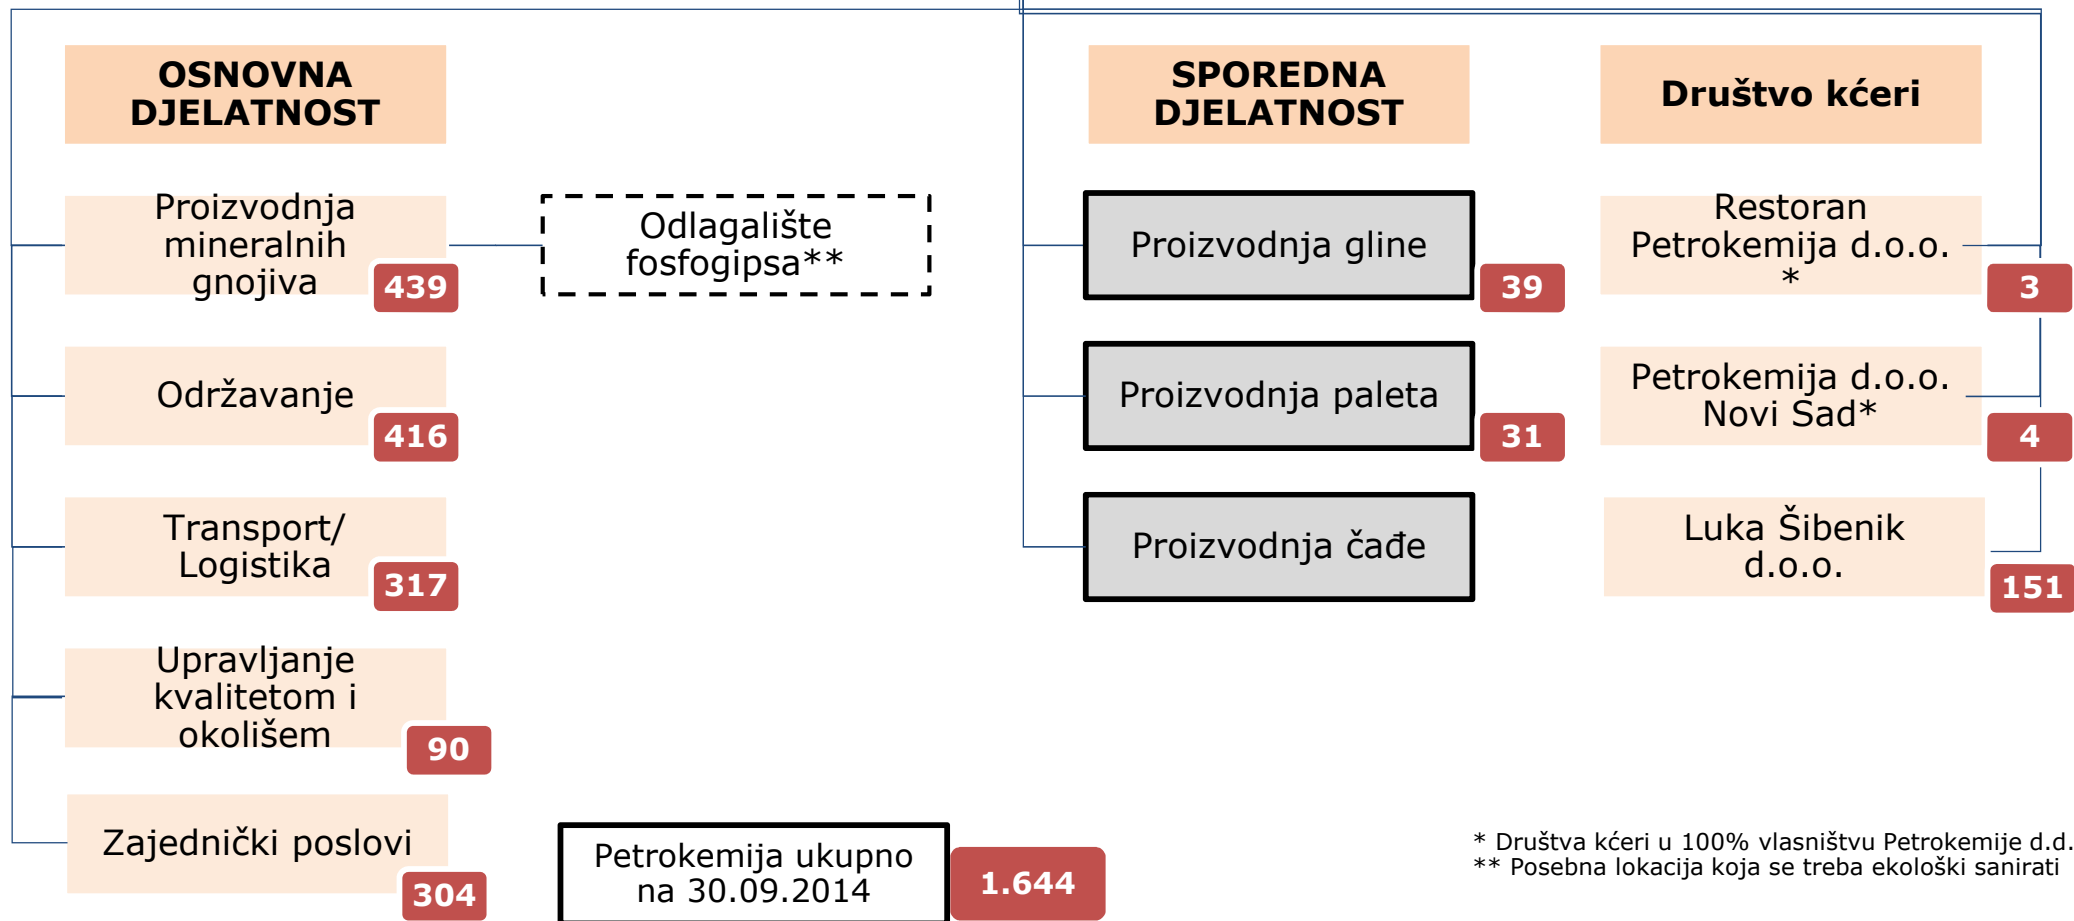 OSNOVNA
DJELATNOST
Proizvodnja
mineralnih
gnojiva
439
Odlagalište
fosfogipsa**
Održavanje
416
Transport/
Logistika
317
Upravljanje
kvalitetom i
okolišem
90
Zajednički poslovi
304
Petrokemija ukupno
na 30.09.2014
1.644
SPOREDNA
DJELATNOST
Proizvodnja gline
39
Proizvodnja paleta
31
Proizvodnja čađe
Društvo kćeri
Restoran
Petrokemija d.o.o.
*
3
Petrokemija d.o.o.
Novi Sad*
4
Luka Šibenik
d.o.o.
151
* Društva kćeri u 100% vlasništvu Petrokemije d.d.
** Posebna lokacija koja se treba ekološki sanirati